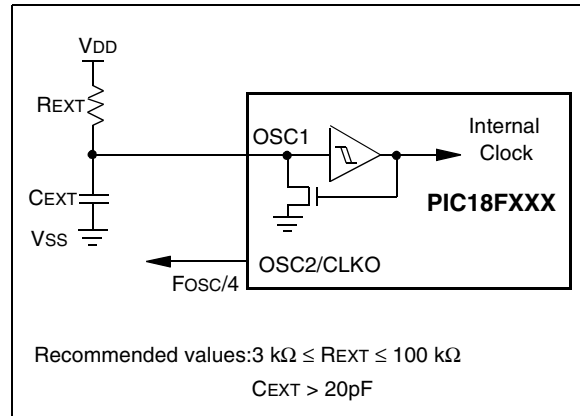 VDD
REXT
OSC1
Internal
Clock
CEXT
PIC18FXXX
VSS
OSC2/CLKO
FOSC/4
Recommended values:3 kΩ ≤ REXT ≤ 100 kΩ
CEXT > 20pF